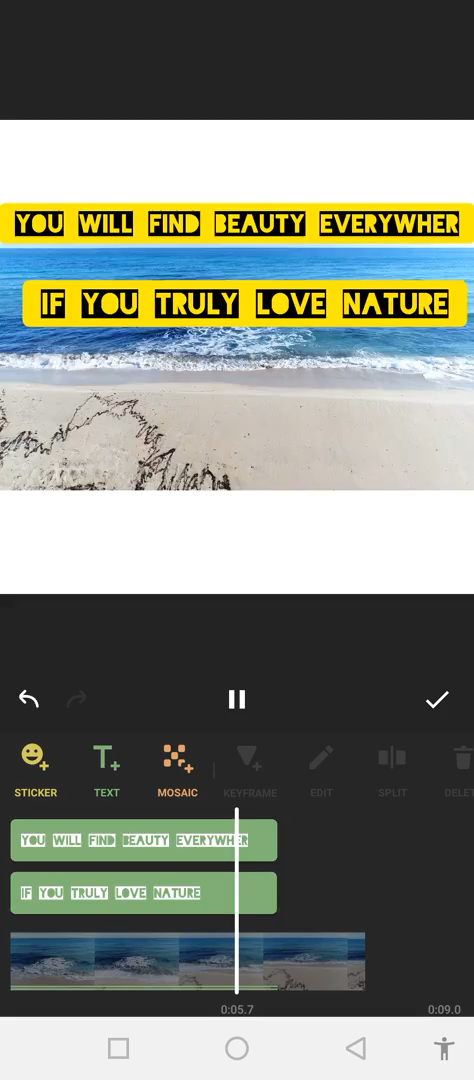 YOU WILL FIND BEAUTY EVERYWHER
IF YOU TRULY LOVE NATURE
STICKER
TEXT
MOSAIC
KEYFRAME
EDIT
SPLIT
DELET
YOU WILL FIND BEAUTY EVERYWHER
IF YOU TRULY LOVE NATURE
0:05.7
0:09.0